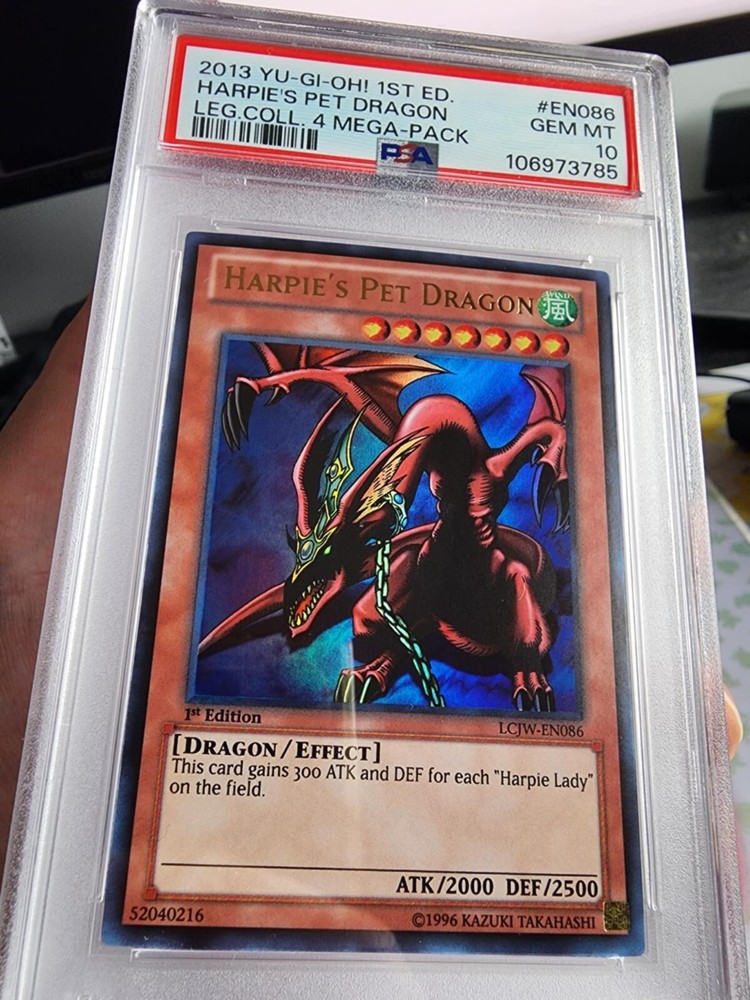 2013 YU-GI-OH! 1ST ED.
#EN086
HARPIE'S PET DRAGON
GEM MT
LEG.COLL. 4 MEGA-PACK
10
PSA
106973785
HARPIE'S PET DRAGON
WIND
風
1st Edition
LCJW-EN086
[DRAGON/EFFECT]
This card gains 300 ATK and DEF for each "Harpie Lady"
on the field.
ATK/2000 DEF/2500
52040216
©1996 KAZUKI TAKAHASHI